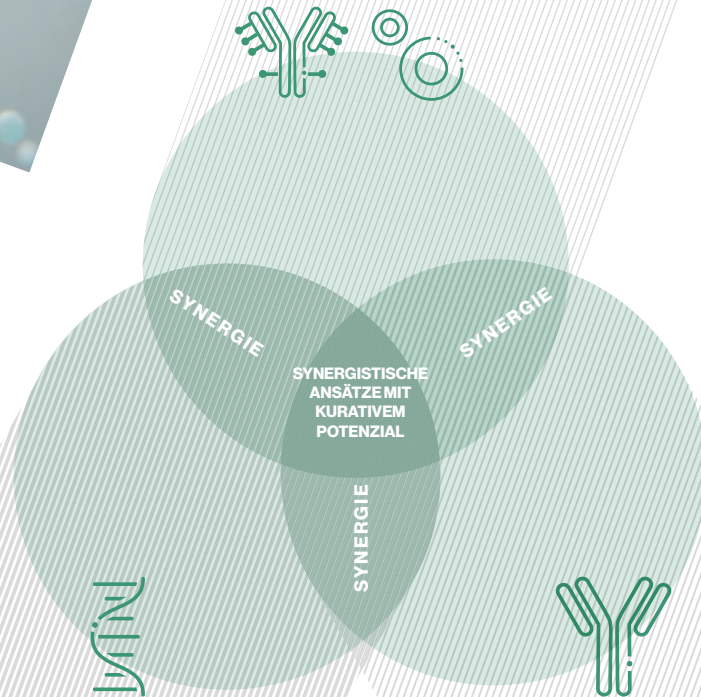 SYNERGIE
SYNERGIE
SYNERGISTISCHE
ANSÄTZE MIT
KURATIVEM
POTENZIAL
SYNERGIE